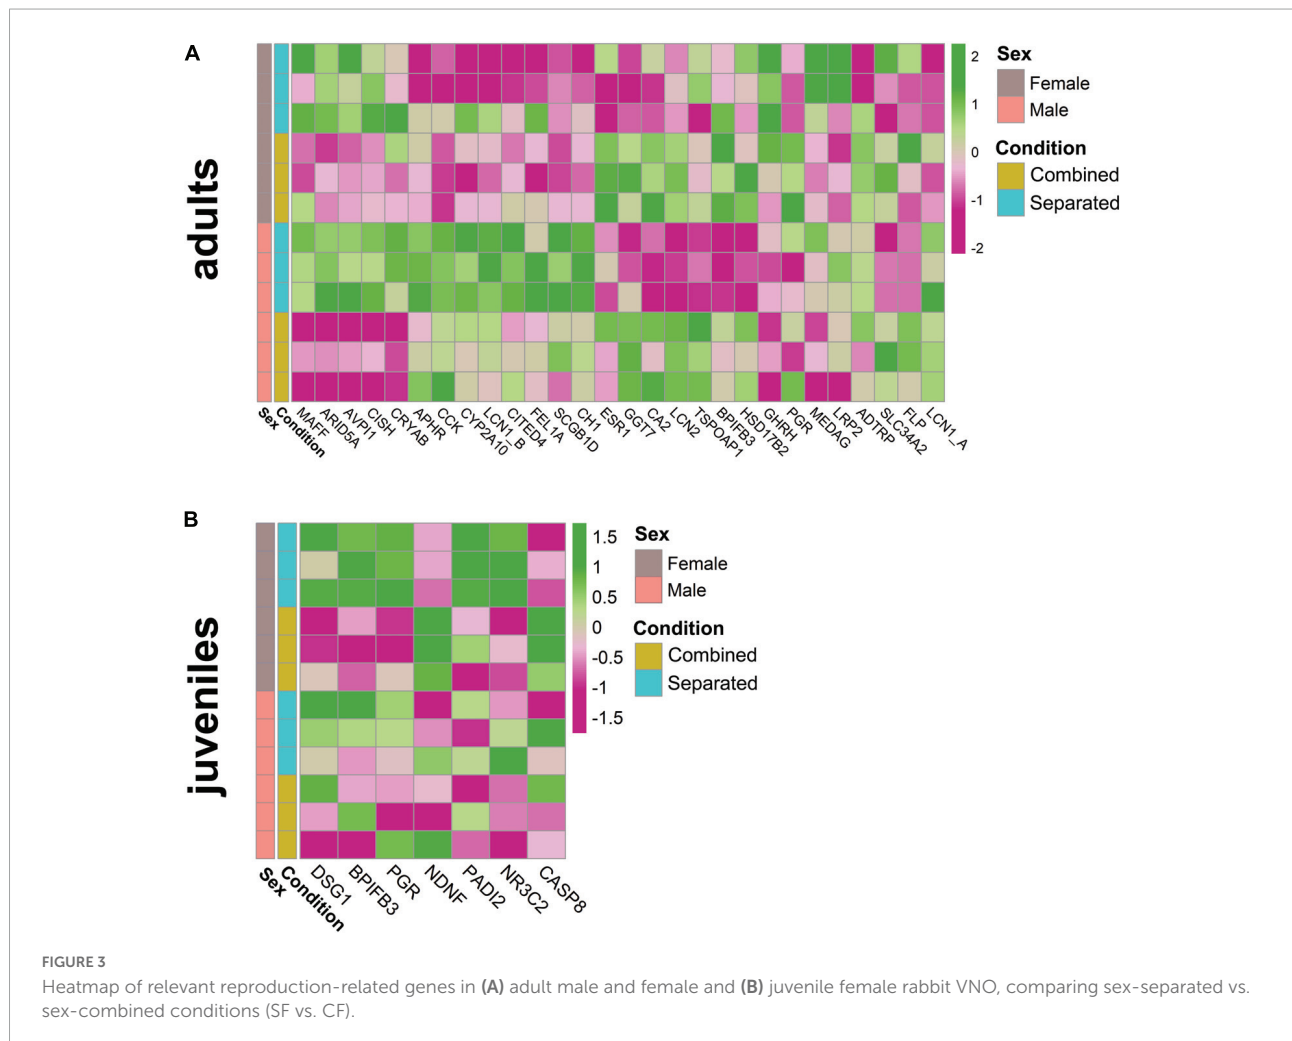 A
adults
2
1
0
-1
-2
Sex
Female
Male
Condition
Combined
Separated
Sex
Condition
MAFF
ARID5A
AVPI1
CISH
CRYAB
APHR
CCK
CYP2A10
LCN1_B
CITED4
FEL1A
SCGB1D
CH1
ESR1
GGT7
CA2
LCN2
TSPOAP1
BPIFB3
HSD17B2
GHRH
PGR
MEDAG
LRP2
ADTRP
SLC34A2
FLP
LCN1_A
B
juveniles
1.5
1
0.5
0
-0.5
-1
-1.5
Sex
Female
Male
Condition
Combined
Separated
Sex
Condition
DSG1
BPIFB3
PGR
NDNF
PADI2
NR3C2
CASP8
FIGURE 3
Heatmap of relevant reproduction-related genes in (A) adult male and female and (B) juvenile female rabbit VNO, comparing sex-separated vs.
sex-combined conditions (SF vs. CF).